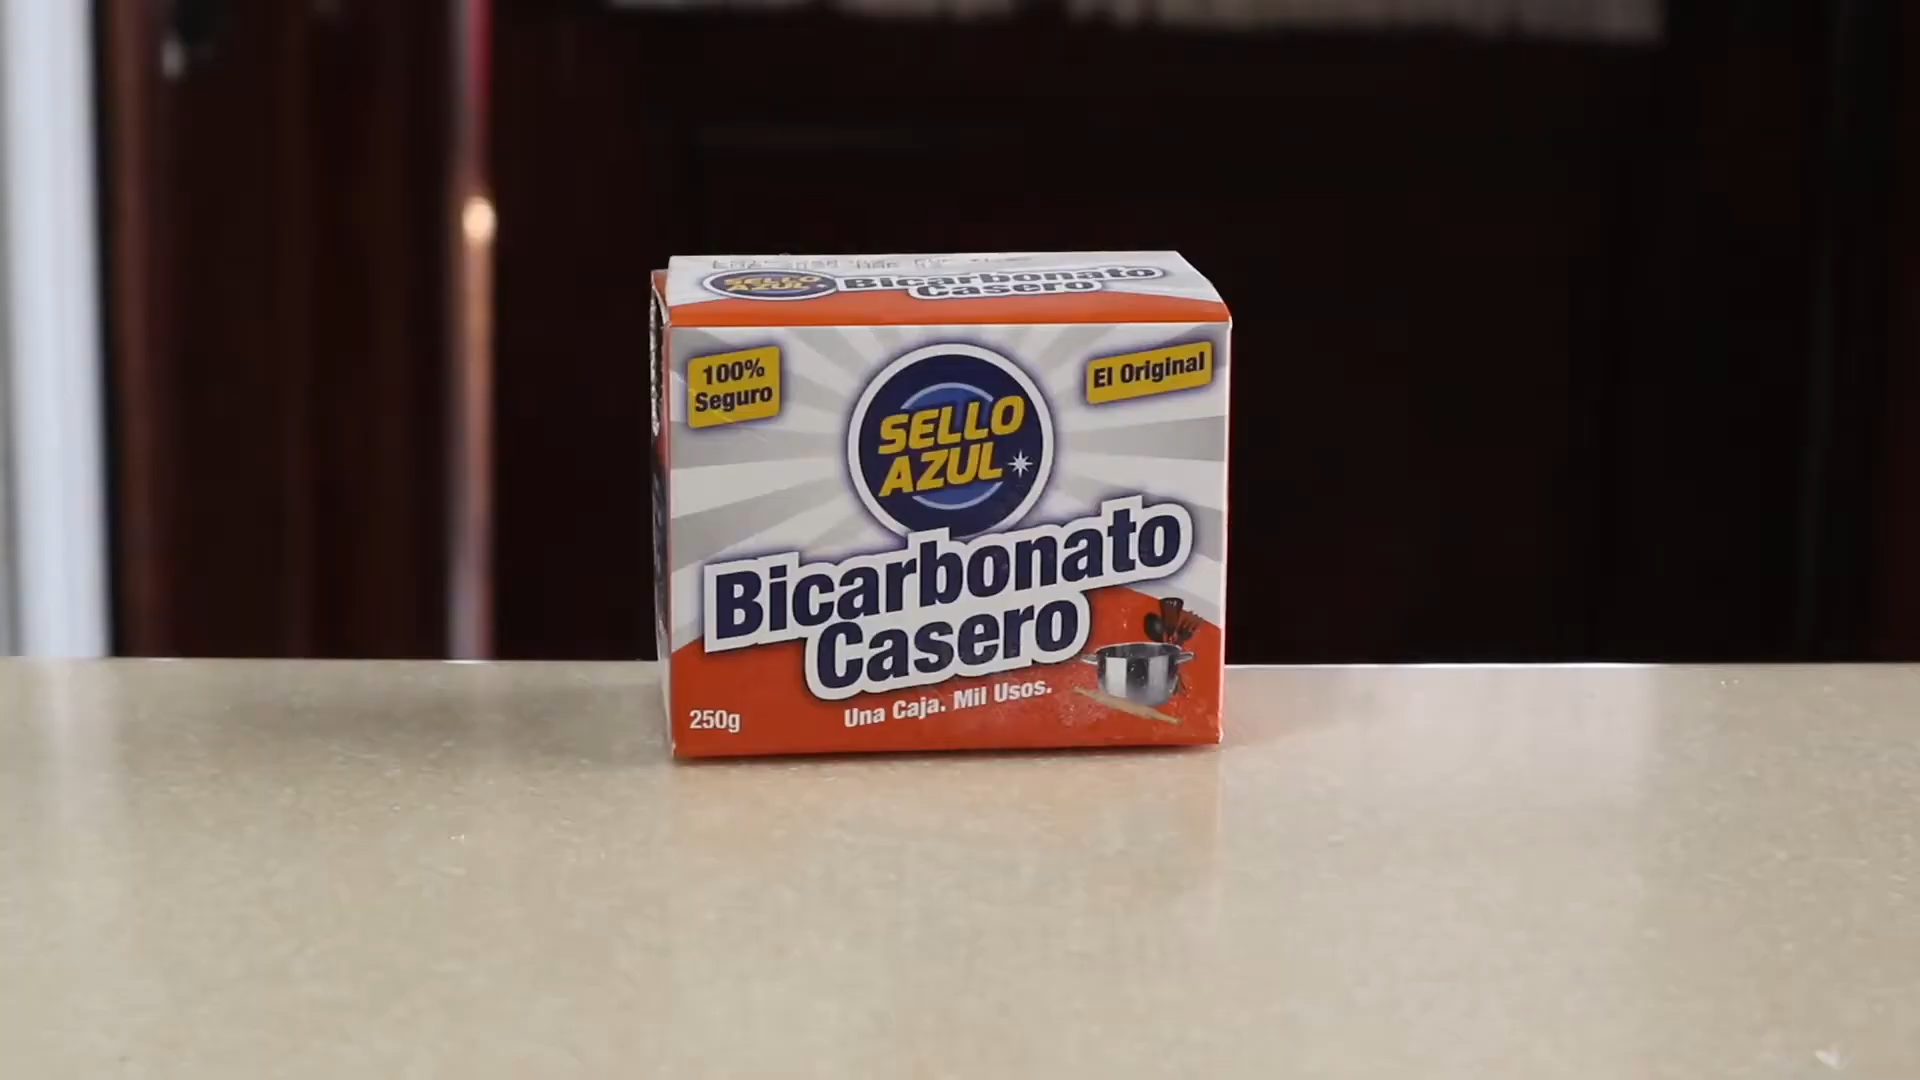 SELLO
AZUL
Bicarbonato
Casero
100%
Seguro
El Original
SELLO
AZUL
Bicarbonato
Casero
Una Caja. Mil Usos.
250g